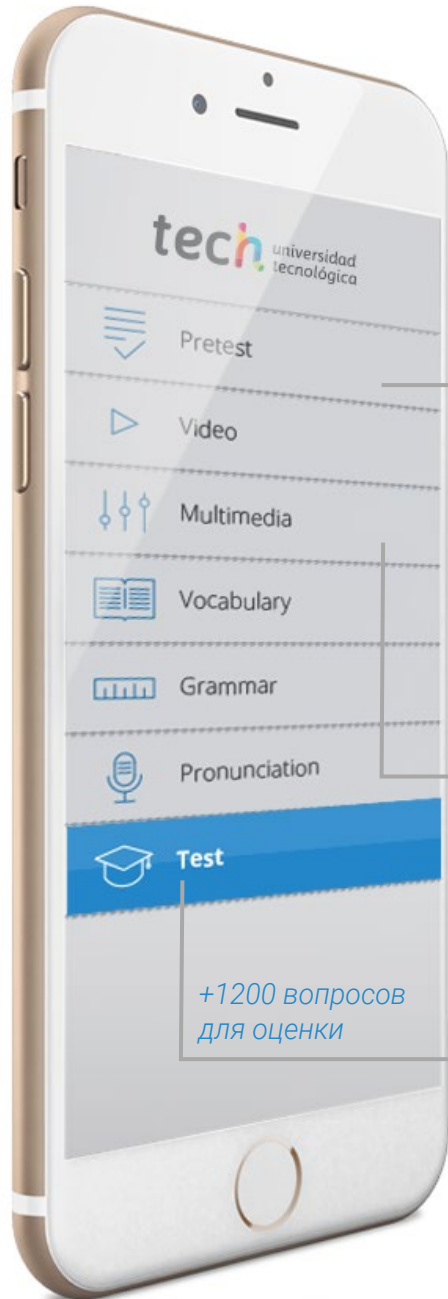 tech universidad
tecnológica
Pretest
Video
Multimedia
Vocabulary
Grammar
Pronunciation
Test
+1200 вопросов
для оценки